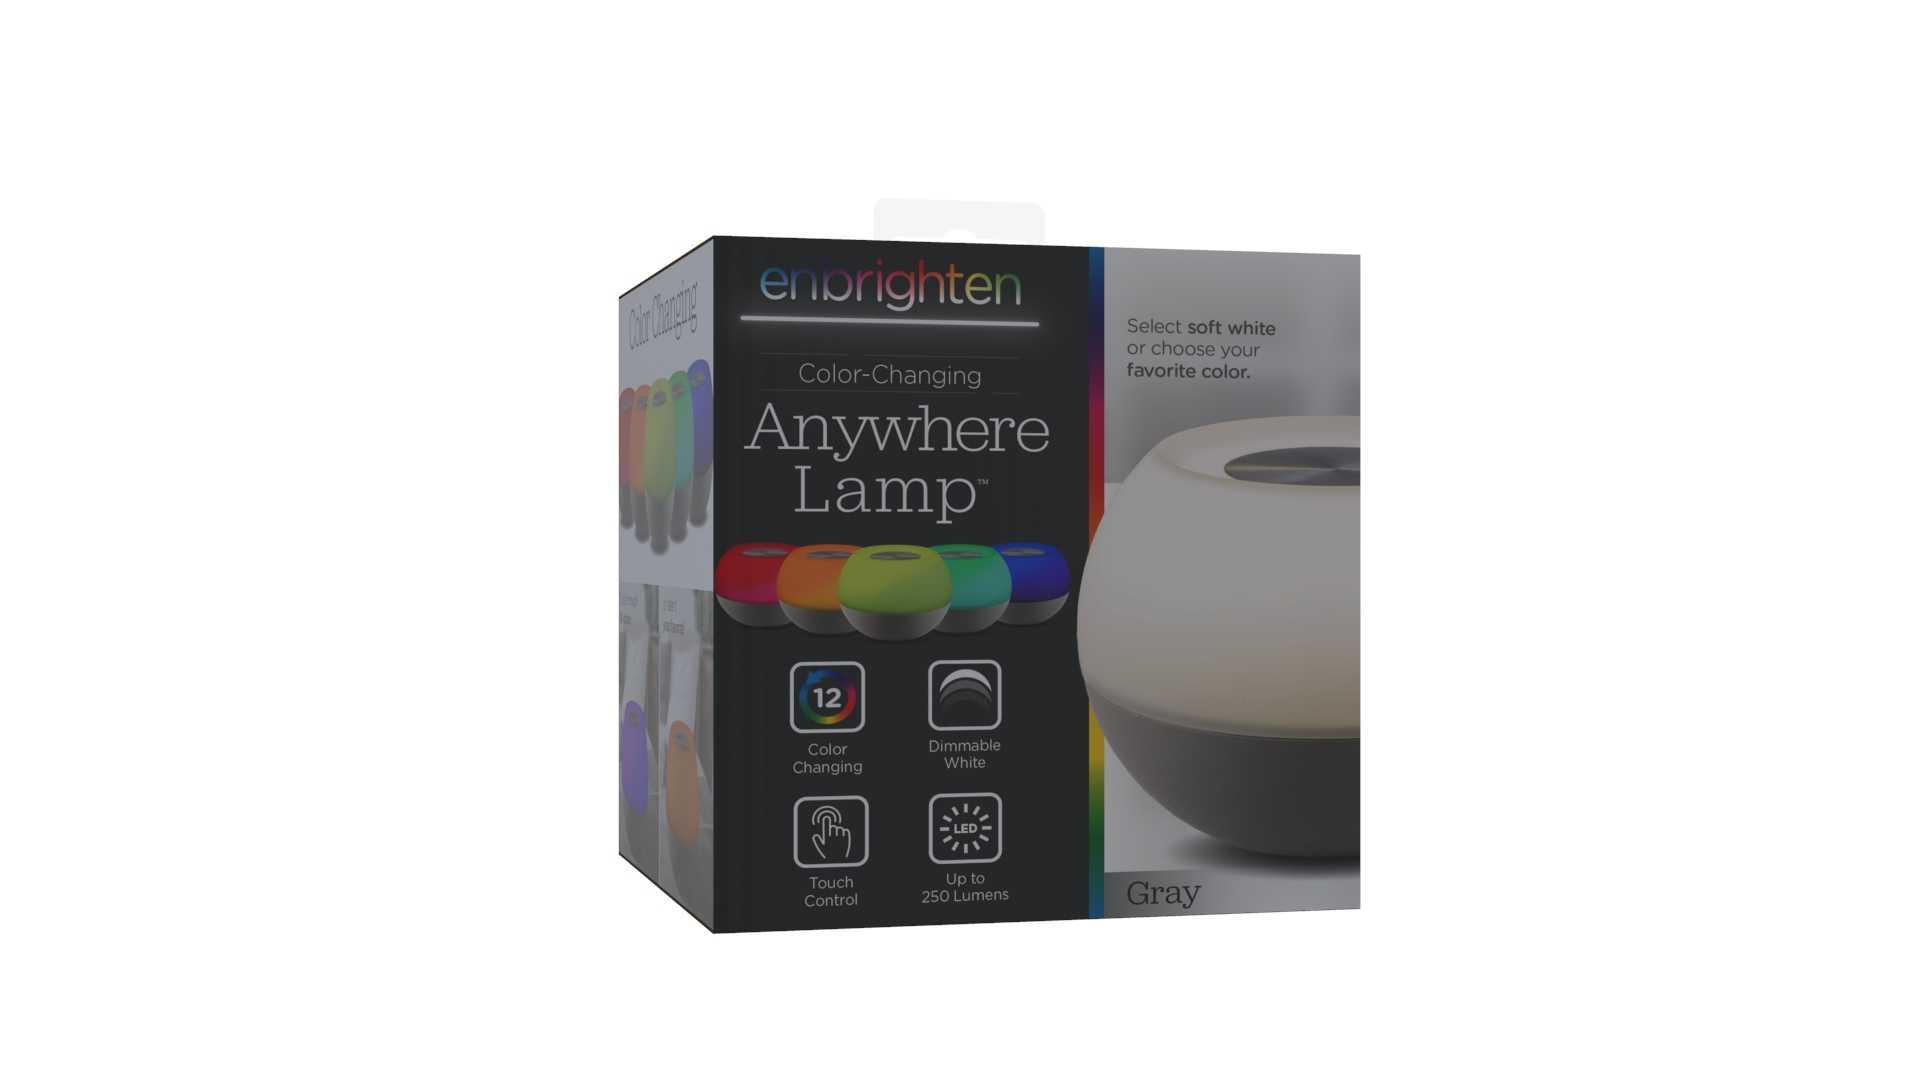 Color Changing
enbrighten
Color-Changing
Anywhere
Lamp™
12
Color
Changing
Dimmable
White
Touch
Control
LED
Up to
250 Lumens
Select soft white
or choose your
favorite color.
Gray